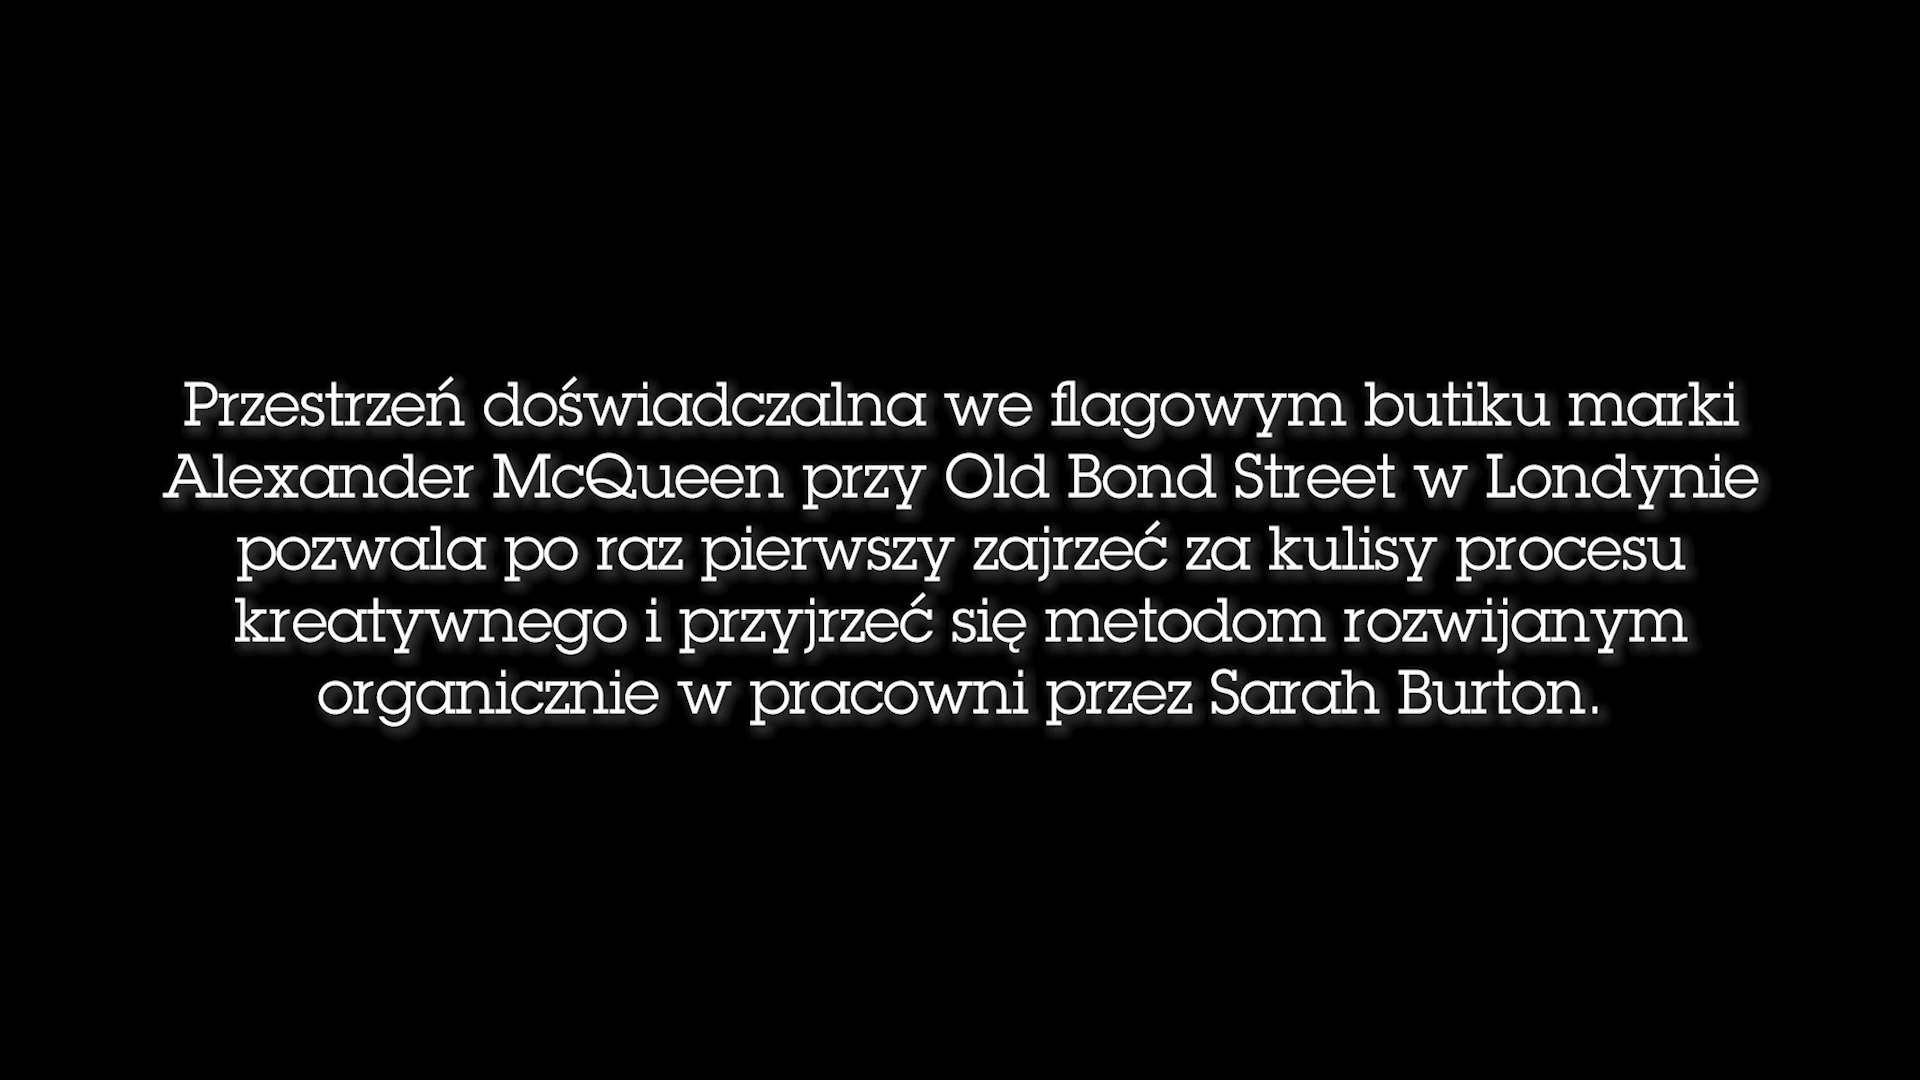 Przestrzeń doświadczalna we flagowym butiku marki
Alexander McQueen przy Old Bond Street w Londynie
pozwala po raz pierwszy zajrzeć za kulisy procesu
kreatywnego i przyjrzeć się metodom rozwijanym
organicznie w pracowni przez Sarah Burton.